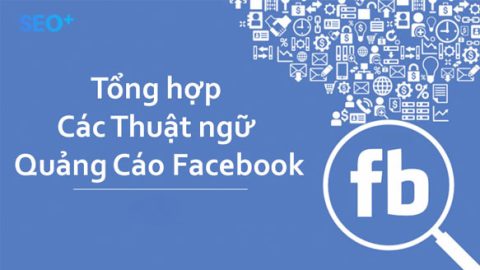 SEO+
Tổng hợp
Các Thuật ngữ
Quảng Cáo Facebook
fb